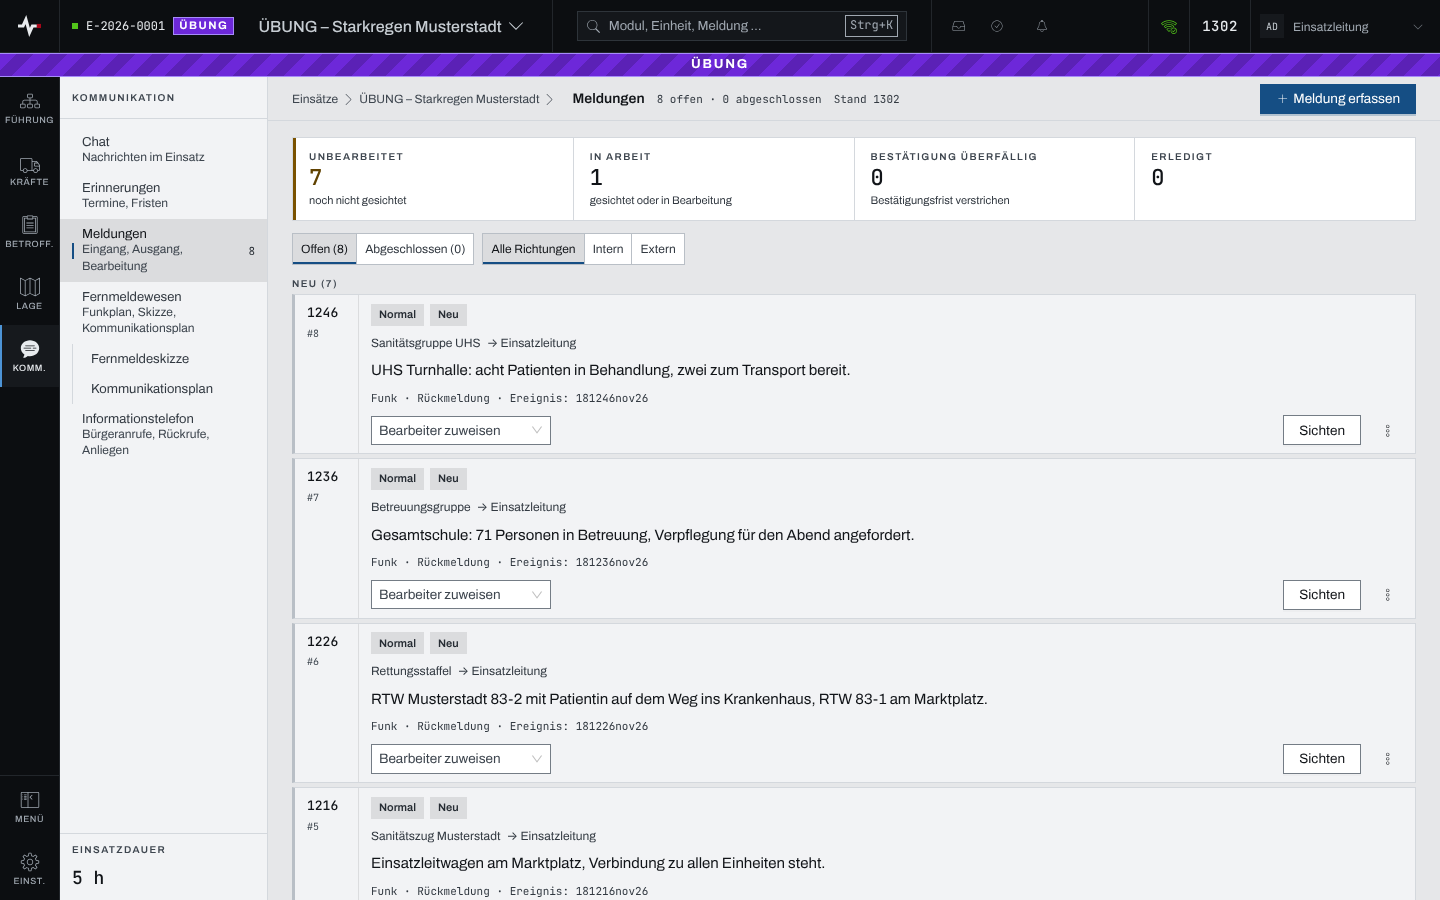 E-2026-0001 ÜBUNG ÜBUNG – Starkregen Musterstadt Modul, Einheit, Meldung ... Strg+K 1302 AD Einsatzleitung
ÜBUNG
FÜHRUNG
KRÄFTE
BETROFF.
LAGE
KOMM.
MENÜ
EINST.
KOMMUNIKATION
Chat
Nachrichten im Einsatz
Erinnerungen
Termine, Fristen
Meldungen
Eingang, Ausgang,
Bearbeitung
8
Fernmeldewesen
Funkplan, Skizze,
Kommunikationsplan
Fernmeldeskizze
Kommunikationsplan
Informationstelefon
Bürgeranrufe, Rückrufe,
Anliegen
EINSATZDAUER
5 h
Einsätze ÜBUNG – Starkregen Musterstadt Meldungen 8 offen · 0 abgeschlossen Stand 1302 + Meldung erfassen
UNBEARBEITET
7
noch nicht gesichtet
IN ARBEIT
1
gesichtet oder in Bearbeitung
BESTÄTIGUNG ÜBERFÄLLIG
0
Bestätigungsfrist verstrichen
ERLEDIGT
0
Offen (8) Abgeschlossen (0) Alle Richtungen Intern Extern
NEU (7)
1246 Normal Neu
#8
Sanitätsgruppe UHS → Einsatzleitung
UHS Turnhalle: acht Patienten in Behandlung, zwei zum Transport bereit.
Funk · Rückmeldung · Ereignis: 181246nov26
Bearbeiter zuweisen Sichten
1236 Normal Neu
#7
Betreuungsgruppe → Einsatzleitung
Gesamtschule: 71 Personen in Betreuung, Verpflegung für den Abend angefordert.
Funk · Rückmeldung · Ereignis: 181236nov26
Bearbeiter zuweisen Sichten
1226 Normal Neu
#6
Rettungsstaffel → Einsatzleitung
RTW Musterstadt 83-2 mit Patientin auf dem Weg ins Krankenhaus, RTW 83-1 am Marktplatz.
Funk · Rückmeldung · Ereignis: 181226nov26
Bearbeiter zuweisen Sichten
1216 Normal Neu
#5
Sanitätszug Musterstadt → Einsatzleitung
Einsatzleitwagen am Marktplatz, Verbindung zu allen Einheiten steht.
Funk · Rückmeldung · Ereignis: 181216nov26